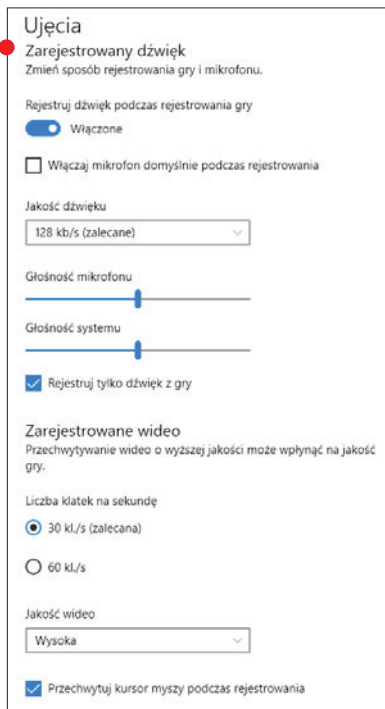 Ujęcia
Zarejestrowany dźwięk
Zmień sposób rejestrowania gry i mikrofonu.
Rejestruj dźwięk podczas rejestrowania gry
Włączone
Włączaj mikrofon domyślnie podczas rejestrowania
Jakość dźwięku
128 kb/s (zalecane)
Głośność mikrofonu
Głośność systemu
Rejestruj tylko dźwięk z gry
Zarejestrowane wideo
Przechwytywanie wideo o wyższej jakości może wpłynąć na jakość
gry.
Liczba klatek na sekundę
30 kl./s (zalecana)
60 kl./s
Jakość wideo
Wysoka
Przechwytuj kursor myszy podczas rejestrowania